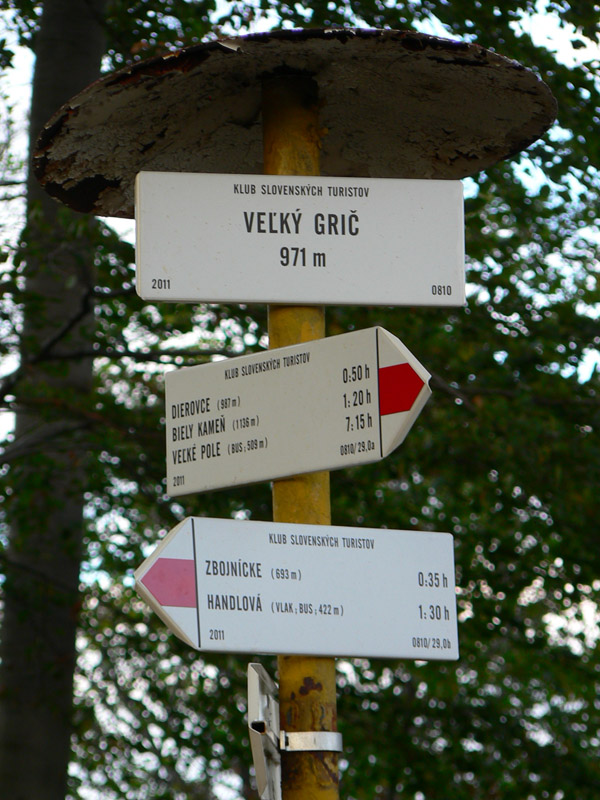 KLUB SLOVENSKÝCH TURISTOV
VEĽKÝ GRIČ
971 m
2011 0810
KLUB SLOVENSKÝCH TURISTOV
DIEROVCE (987 m) 0:50 h
BIELY KAMEŇ (1136 m) 1:20 h
VEĽKÉ POLE (BUS; 509 m) 7:15 h
2011 0810/29,0a
KLUB SLOVENSKÝCH TURISTOV
ZBOJNÍCKE (693 m) 0:35 h
HANDLOVÁ (VLAK; BUS; 422 m) 1:30 h
2011 0810/29,0b